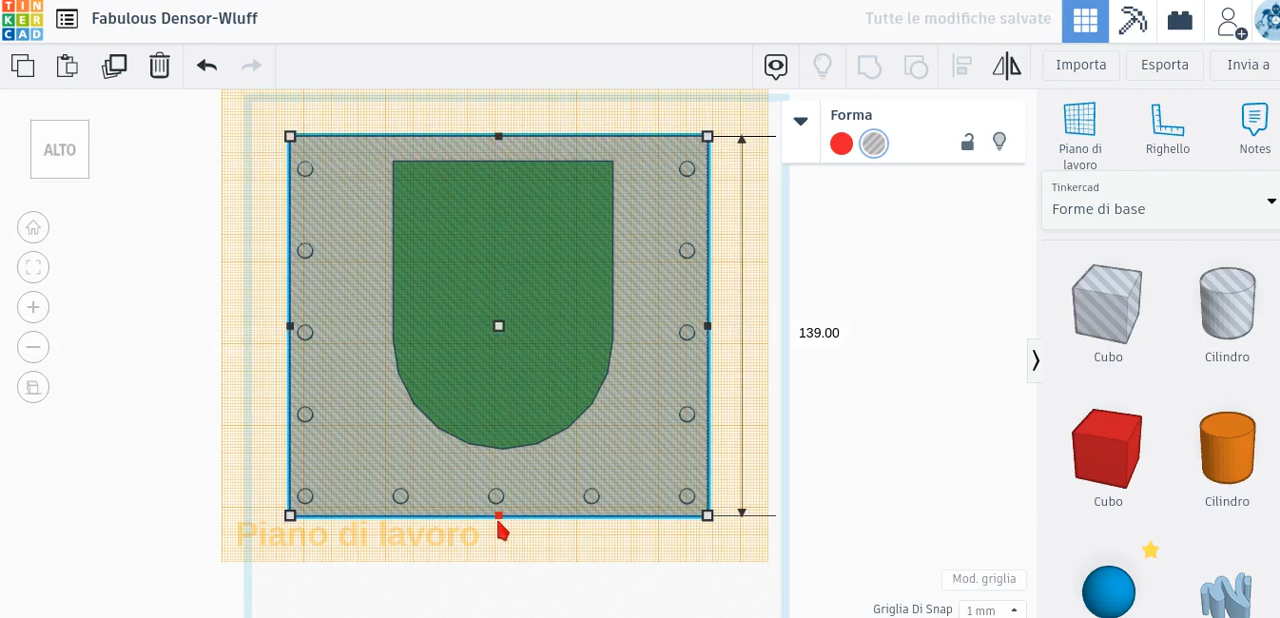 TIN
KER
CAD
Fabulous Densor-Wluff
Tutte le modifiche salvate
Importa
Esporta
Invia a
ALTO
Forma
Piano di
lavoro
Righello
Notes
Tinkercad
Forme di base
139.00
Cubo
Cilindro
Cubo
Cilindro
Piano di lavoro
Mod. griglia
Griglia Di Snap
1 mm